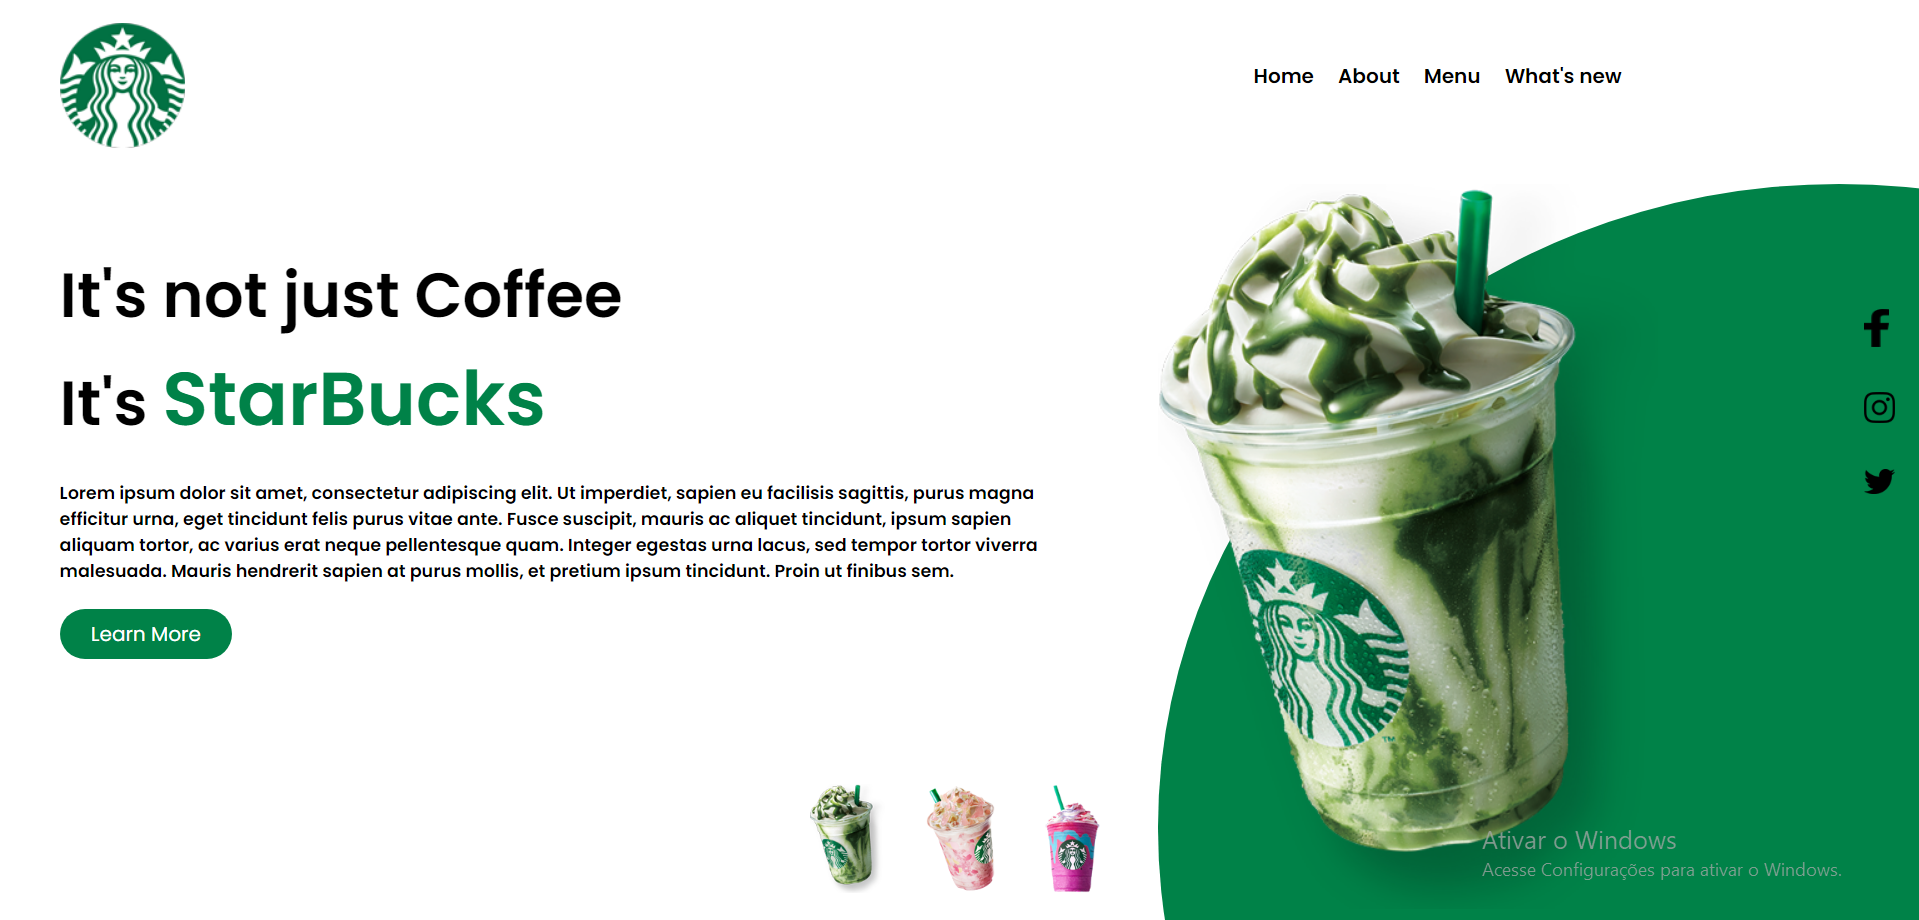 Home About Menu What's new
It's not just Coffee
It's StarBucks
Lorem ipsum dolor sit amet, consectetur adipiscing elit. Ut imperdiet, sapien eu facilisis sagittis, purus magna
efficitur urna, eget tincidunt felis purus vitae ante. Fusce suscipit, mauris ac aliquet tincidunt, ipsum sapien
aliquam tortor, ac varius erat neque pellentesque quam. Integer egestas urna lacus, sed tempor tortor viverra
malesuada. Mauris hendrerit sapien at purus mollis, et pretium ipsum tincidunt. Proin ut finibus sem.
Learn More
TM
Ativar o Windows
Acesse Configurações para ativar o Windows.